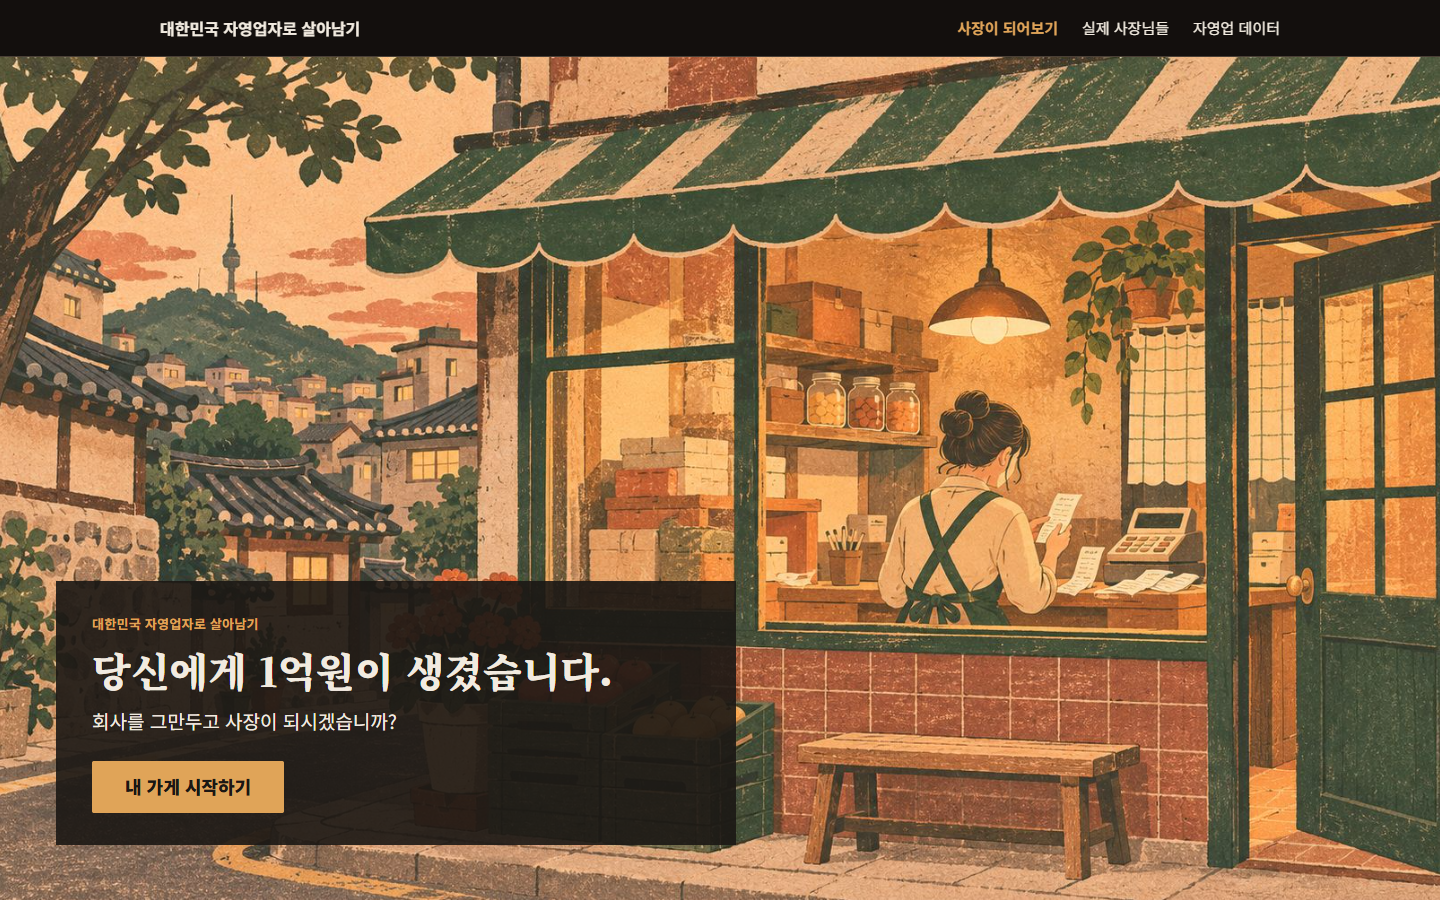 대한민국 자영업자로 살아남기
사장이 되어보기
실제 사장님들
자영업 데이터
대한민국 자영업자로 살아남기
당신에게 1억원이 생겼습니다.
회사를 그만두고 사장이 되시겠습니까?
내 가게 시작하기